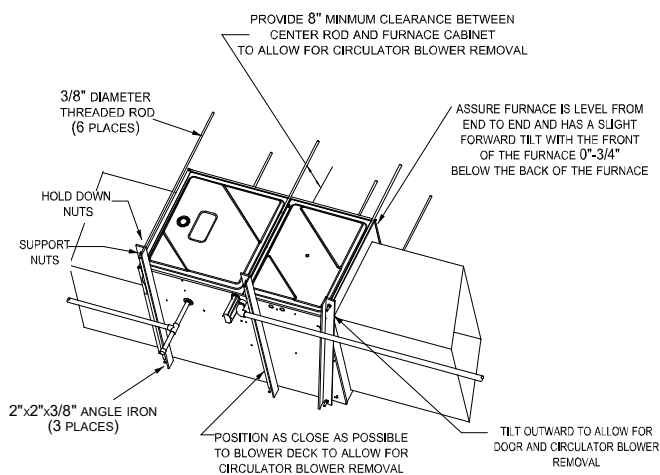 PROVIDE 8" MINMUM CLEARANCE BETWEEN
CENTER ROD AND FURNACE CABINET
TO ALLOW FOR CIRCULATOR BLOWER REMOVAL
3/8" DIAMETER
THREADED ROD
(6 PLACES)
ASSURE FURNACE IS LEVEL FROM
END TO END AND HAS A SLIGHT
FORWARD TILT WITH THE FRONT
OF THE FURNACE 0"-3/4"
BELOW THE BACK OF THE FURNACE
HOLD DOWN
NUTS
SUPPORT
NUTS
2"x2"x3/8" ANGLE IRON
(3 PLACES)
POSITION AS CLOSE AS POSSIBLE
TO BLOWER DECK TO ALLOW FOR
CIRCULATOR BLOWER REMOVAL
TILT OUTWARD TO ALLOW FOR
DOOR AND CIRCULATOR BLOWER
REMOVAL